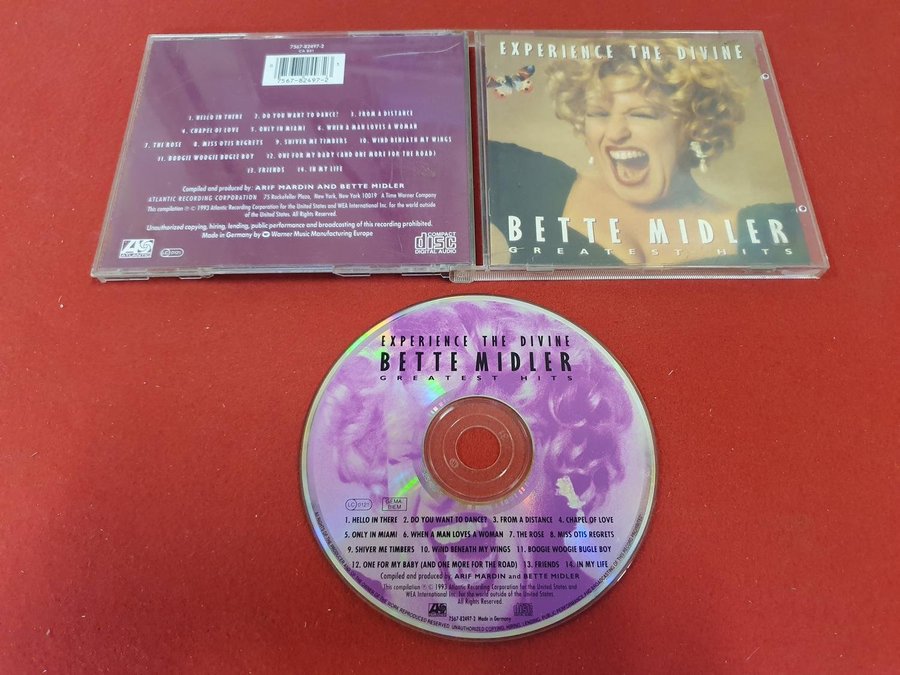 7567-82497-2
CA 851
7567-82497-2
1. HELLO IN THERE 2. DO YOU WANT TO DANCE? 3. FROM A DISTANCE
4. CHAPEL OF LOVE 5. ONLY IN MIAMI 6. WHEN A MAN LOVES A WOMAN
7. THE ROSE 8. MISS OTIS REGRETS 9. SHIVER ME TIMBERS 10. WIND BENEATH MY WINGS
11. BOOGIE WOOGIE BUGLE BOY 12. ONE FOR MY BABY (AND ONE MORE FOR THE ROAD)
13. FRIENDS 14. IN MY LIFE
Compiled and produced by: ARIF MARDIN AND BETTE MIDLER
ATLANTIC RECORDING CORPORATION 75 Rockefeller Plaza, New York, New York 10019 A Time Warner Company
This compilation ℗ © 1993 Atlantic Recording Corporation for the United States and WEA International Inc. for the world outside
of the United States. All Rights Reserved.
Unauthorized copying, hiring, lending, public performance and broadcasting of this recording prohibited.
Made in Germany by Warner Music Manufacturing Europe
ATLANTIC
COMPACT
disc
DIGITAL AUDIO
EXPERIENCE THE DIVINE
BETTE MIDLER
GREATEST HITS
EXPERIENCE THE DIVINE
BETTE MIDLER
GREATEST HITS
LC
GEMA
BIEM
1. HELLO IN THERE 2. DO YOU WANT TO DANCE? 3. FROM A DISTANCE 4. CHAPEL OF LOVE
5. ONLY IN MIAMI 6. WHEN A MAN LOVES A WOMAN 7. THE ROSE 8. MISS OTIS REGRETS
9. SHIVER ME TIMBERS 10. WIND BENEATH MY WINGS 11. BOOGIE WOOGIE BUGLE BOY
12. ONE FOR MY BABY (AND ONE MORE FOR THE ROAD) 13. FRIENDS 14. IN MY LIFE
Compiled and produced by ARIF MARDIN and BETTE MIDLER
This compilation ℗ © 1993 Atlantic Recording Corporation for the United States and
WEA International Inc. for the world outside of the United States.
All Rights Reserved.
ATLANTIC
7567-82497-2 Made in Germany